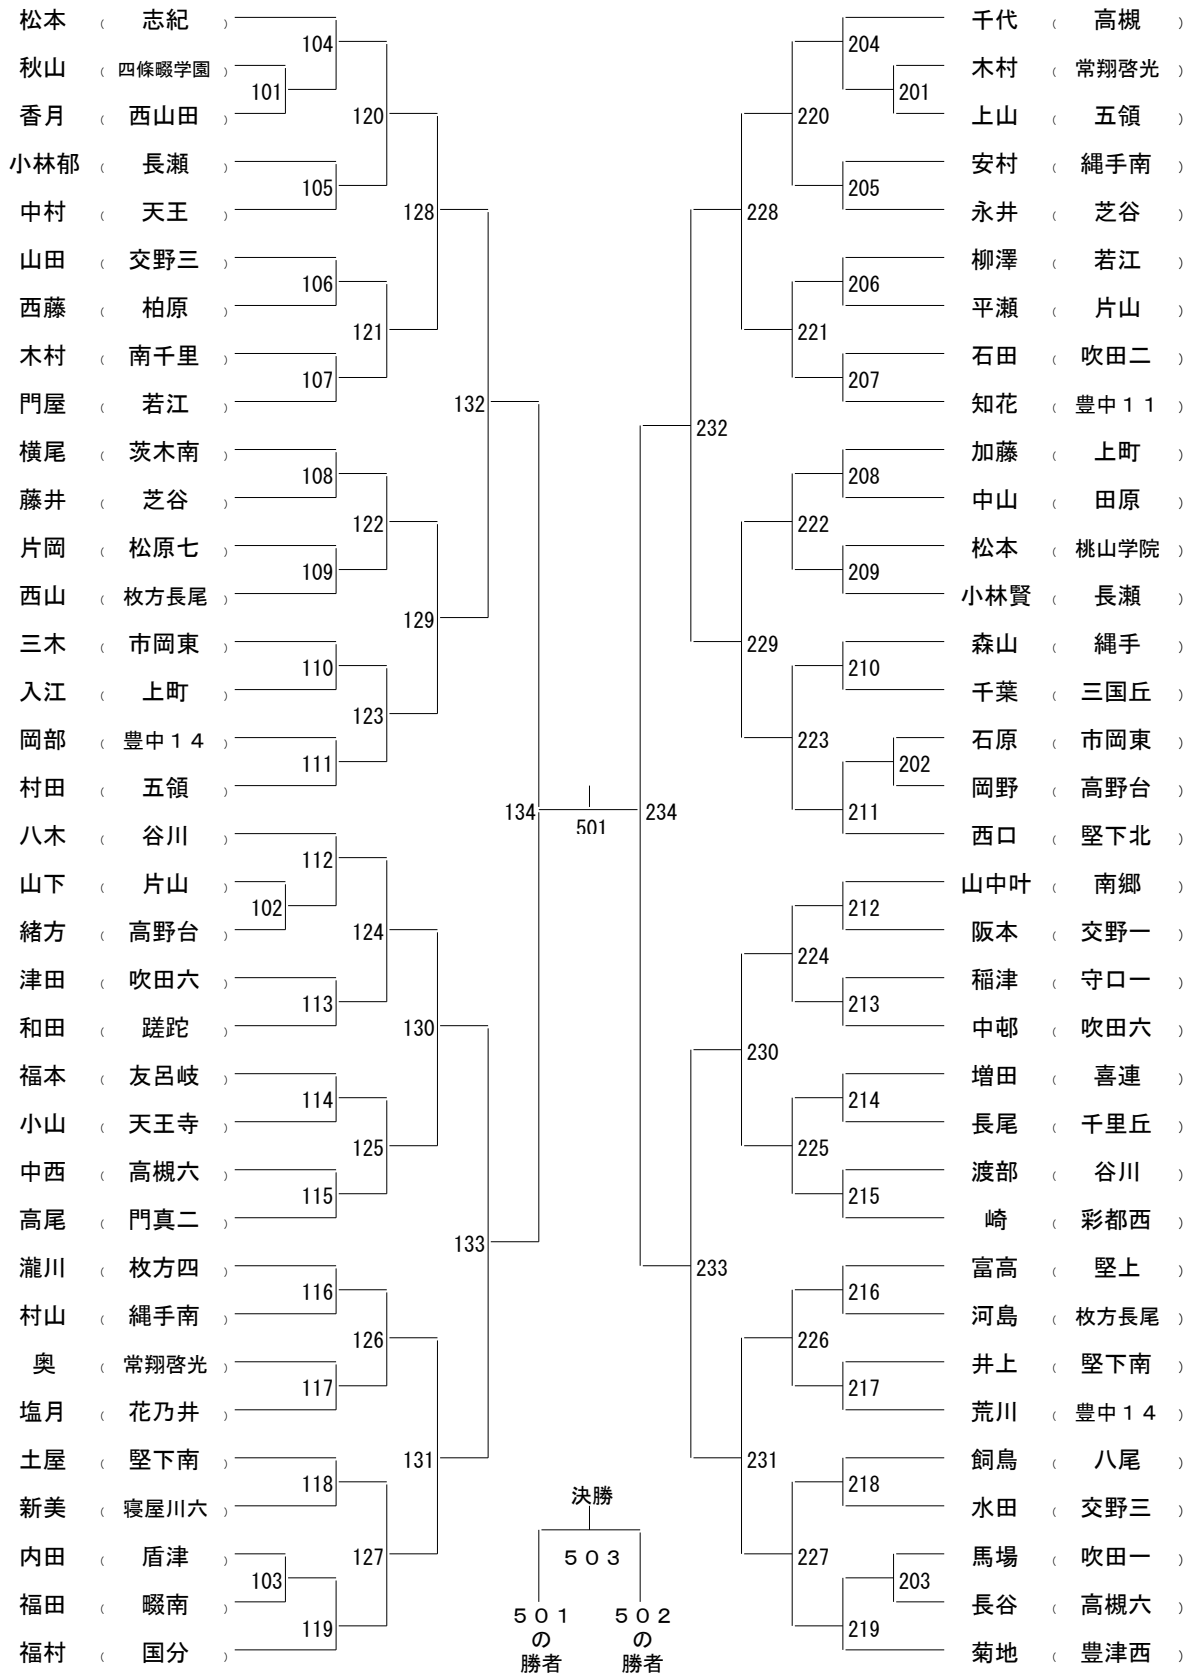 松本 ( 志紀 )
104
秋山 ( 四條畷学園 )
101
香月 ( 西山田 )
120
小林郁 ( 長瀬 )
105
中村 ( 天王 )
128
山田 ( 交野三 )
106
西藤 ( 柏原 )
121
木村 ( 南千里 )
107
門屋 ( 若江 )
132
横尾 ( 茨木南 )
108
藤井 ( 芝谷 )
122
片岡 ( 松原七 )
109
西山 ( 枚方長尾 )
129
三木 ( 市岡東 )
110
入江 ( 上町 )
123
岡部 ( 豊中14 )
111
村田 ( 五領 )
134
501
234
八木 ( 谷川 )
112
山下 ( 片山 )
102
緒方 ( 高野台 )
124
津田 ( 吹田六 )
113
和田 ( 蹉跎 )
130
福本 ( 友呂岐 )
114
小山 ( 天王寺 )
125
中西 ( 高槻六 )
115
高尾 ( 門真二 )
133
瀧川 ( 枚方四 )
116
村山 ( 縄手南 )
126
奥 ( 常翔啓光 )
117
塩月 ( 花乃井 )
131
土屋 ( 堅下南 )
118
新美 ( 寝屋川六 )
127
内田 ( 盾津 )
103
福田 ( 畷南 )
119
福村 ( 国分 )
千代 ( 高槻 )
204
木村 ( 常翔啓光 )
201
上山 ( 五領 )
220
安村 ( 縄手南 )
205
永井 ( 芝谷 )
228
柳澤 ( 若江 )
206
平瀬 ( 片山 )
221
石田 ( 吹田二 )
207
知花 ( 豊中11 )
232
加藤 ( 上町 )
208
中山 ( 田原 )
222
松本 ( 桃山学院 )
209
小林賢 ( 長瀬 )
229
森山 ( 縄手 )
210
千葉 ( 三国丘 )
223
石原 ( 市岡東 )
202
岡野 ( 高野台 )
211
西口 ( 堅下北 )
山中叶 ( 南郷 )
212
阪本 ( 交野一 )
224
稲津 ( 守口一 )
213
中邨 ( 吹田六 )
230
増田 ( 喜連 )
214
長尾 ( 千里丘 )
225
渡部 ( 谷川 )
215
崎 ( 彩都西 )
233
富高 ( 堅上 )
216
河島 ( 枚方長尾 )
226
井上 ( 堅下南 )
217
荒川 ( 豊中14 )
231
飼鳥 ( 八尾 )
218
水田 ( 交野三 )
227
馬場 ( 吹田一 )
203
長谷 ( 高槻六 )
219
菊地 ( 豊津西 )
決勝
503
501 502
の の
勝者 勝者